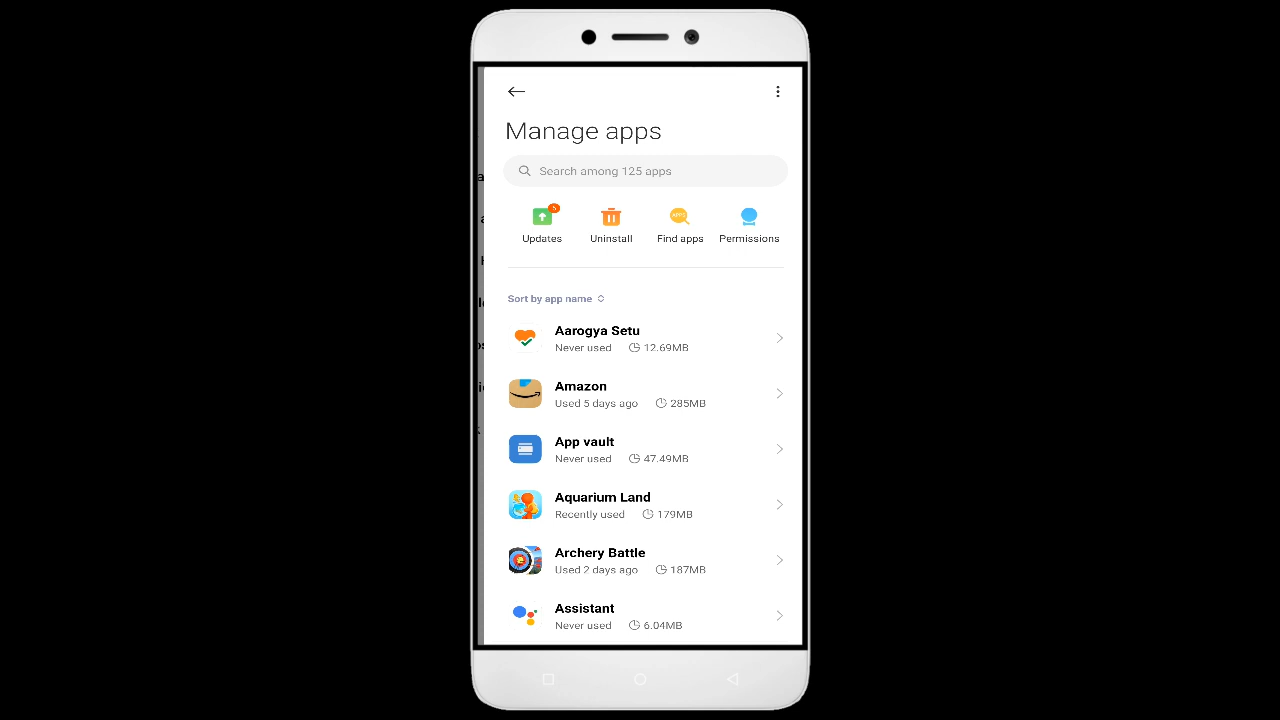 Manage apps
Search among 125 apps
5
APPS
Updates
Uninstall
Find apps
Permissions
Sort by app name
Aarogya Setu
Never used 12.69MB
Amazon
Used 5 days ago 285MB
App vault
Never used 47.49MB
Aquarium Land
Recently used 179MB
Archery Battle
Used 2 days ago 187MB
Assistant
Never used 6.04MB